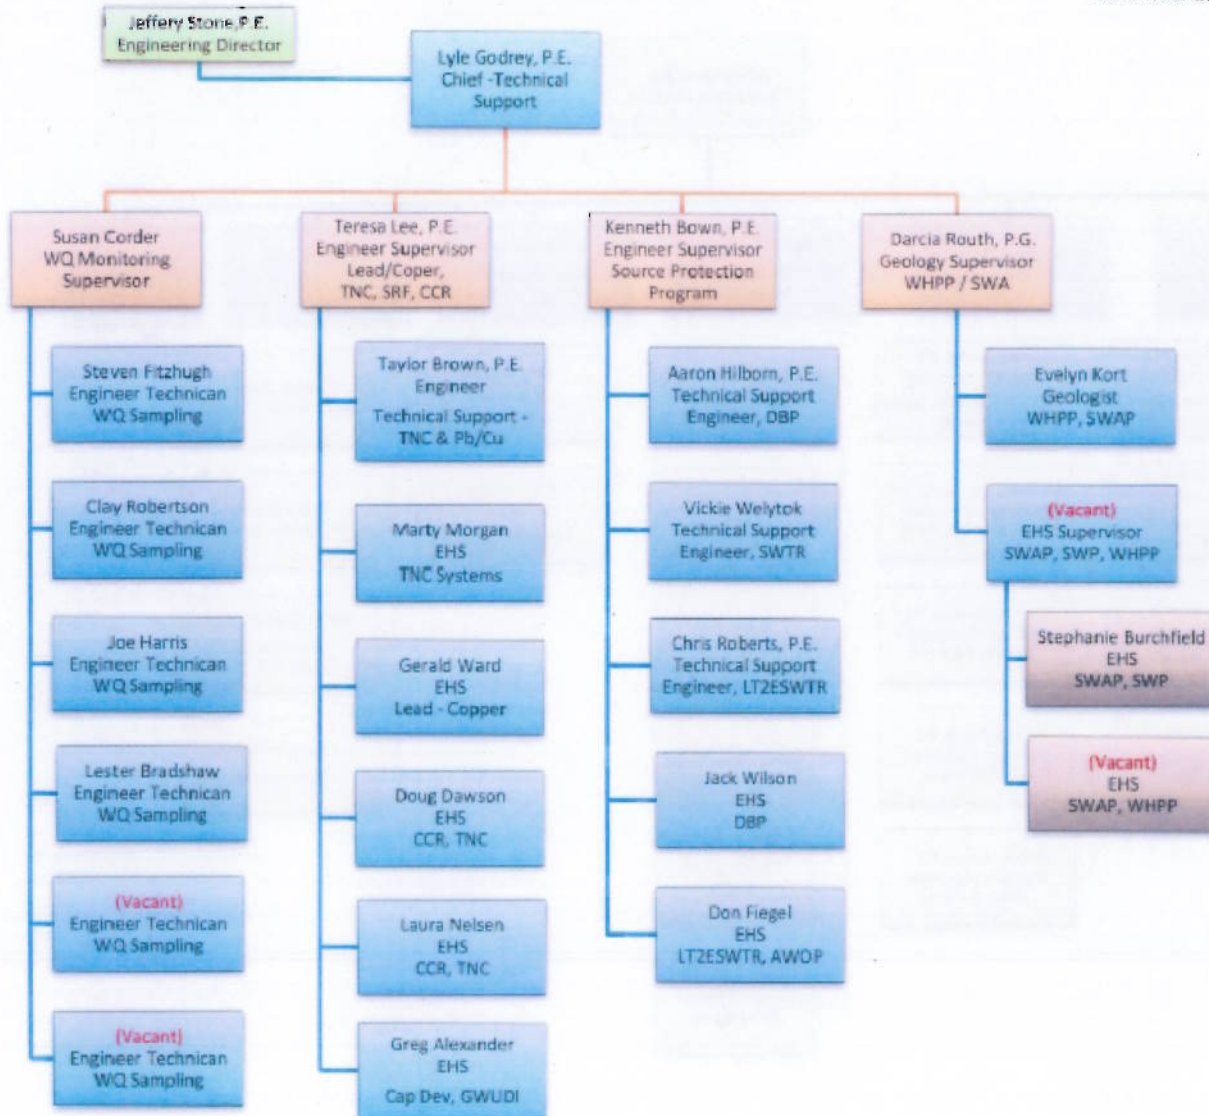 Jeffery Stone,P.E.
Engineering Director
Lyle Godrey, P.E.
Chief -Technical
Support
Susan Corder
WQ Monitoring
Supervisor
Steven Fitzhugh
Engineer Technican
WQ Sampling
Clay Robertson
Engineer Technican
WQ Sampling
Joe Harris
Engineer Technican
WQ Sampling
Lester Bradshaw
Engineer Technican
WQ Sampling
(Vacant)
Engineer Technican
WQ Sampling
(Vacant)
Engineer Technican
WQ Sampling
Teresa Lee, P.E.
Engineer Supervisor
Lead/Coper,
TNC, SRF, CCR
Taylor Brown, P.E.
Engineer
Technical Support -
TNC & Pb/Cu
Marty Morgan
EHS
TNC Systems
Gerald Ward
EHS
Lead - Copper
Doug Dawson
EHS
CCR, TNC
Laura Nelsen
EHS
CCR, TNC
Greg Alexander
EHS
Cap Dev, GWUDI
Kenneth Bown, P.E.
Engineer Supervisor
Source Protection
Program
Aaron Hilborn, P.E.
Technical Support
Engineer, DBP
Vickie Welytok
Technical Support
Engineer, SWTR
Chris Roberts, P.E.
Technical Support
Engineer, LT2ESWTR
Jack Wilson
EHS
DBP
Don Fiegel
EHS
LT2ESWTR, AWOP
Darcia Routh, P.G.
Geology Supervisor
WHPP / SWA
Evelyn Kort
Geologist
WHPP, SWAP
(Vacant)
EHS Supervisor
SWAP, SWP, WHPP
Stephanie Burchfield
EHS
SWAP, SWP
(Vacant)
EHS
SWAP, WHPP